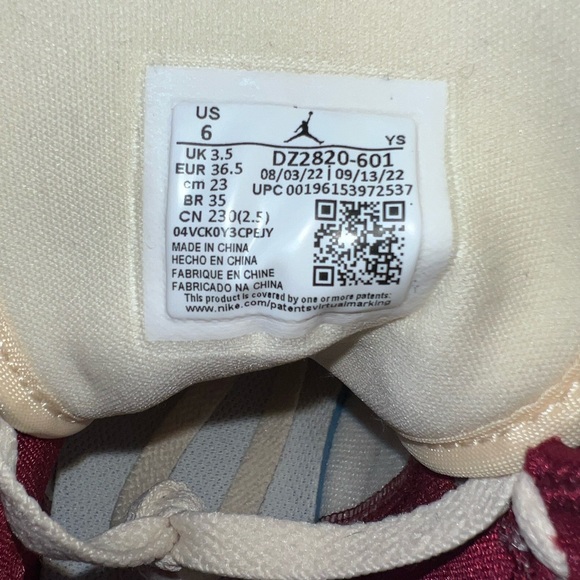 US
6
YS
UK 3.5
EUR 36.5
cm 23
BR 35
CN 230(2.5)
DZ2820-601
08/03/22 | 09/13/22
UPC 00196153972537
04VCK0Y3CPEJY
MADE IN CHINA
HECHO EN CHINA
FABRIQUE EN CHINE
FABRICADO NA CHINA
This product is covered by one or more patents:
www.nike.com/patentsvirtualmarking